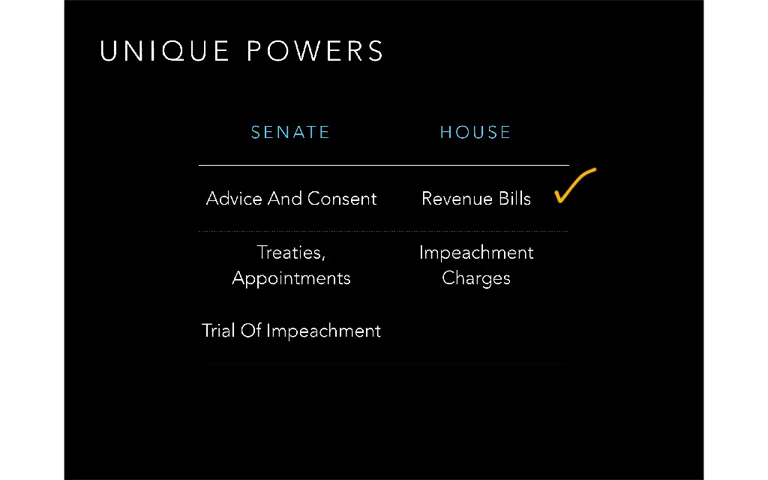 UNIQUE POWERS
SENATE HOUSE
Advice And Consent Revenue Bills
Treaties, Impeachment
Appointments Charges
Trial Of Impeachment